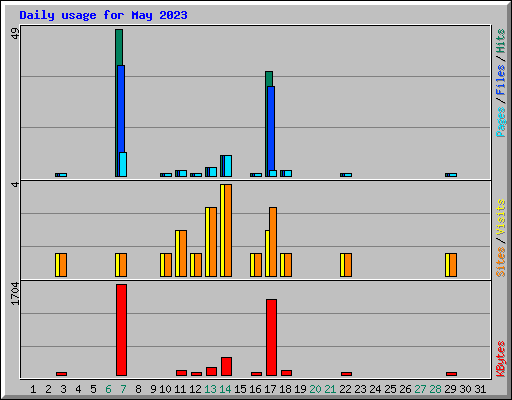 Daily usage for May 2023
49
Pages / Files / Hits
4
Sites / Visits
1704
KBytes
1 2 3 4 5 6 7 8 9 10 11 12 13 14 15 16 17 18 19 20 21 22 23 24 25 26 27 28 29 30 31